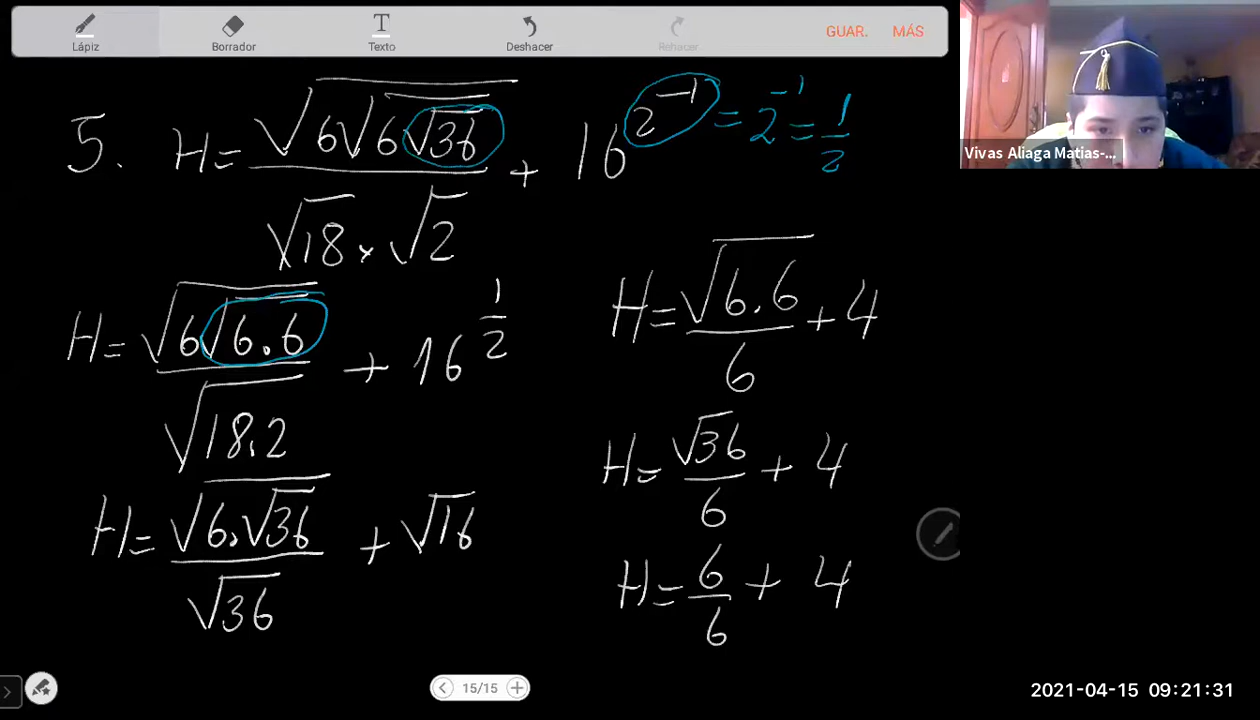 Lápiz Borrador Texto Deshacer Rehacer GUAR. MÁS
5. H= √(6√(6√36)) / (√18 × √2) + 16^(2^(-1)) = 2^(-1) = 1/2
H= √(6√(6.6)) / √(18.2) + 16^(1/2)
H= √(6.√36) / √36 + √16
H= √(6.6) / 6 + 4
H= √36 / 6 + 4
H= 6/6 + 4
Vivas Aliaga Matias-...
15/15
2021-04-15 09:21:31